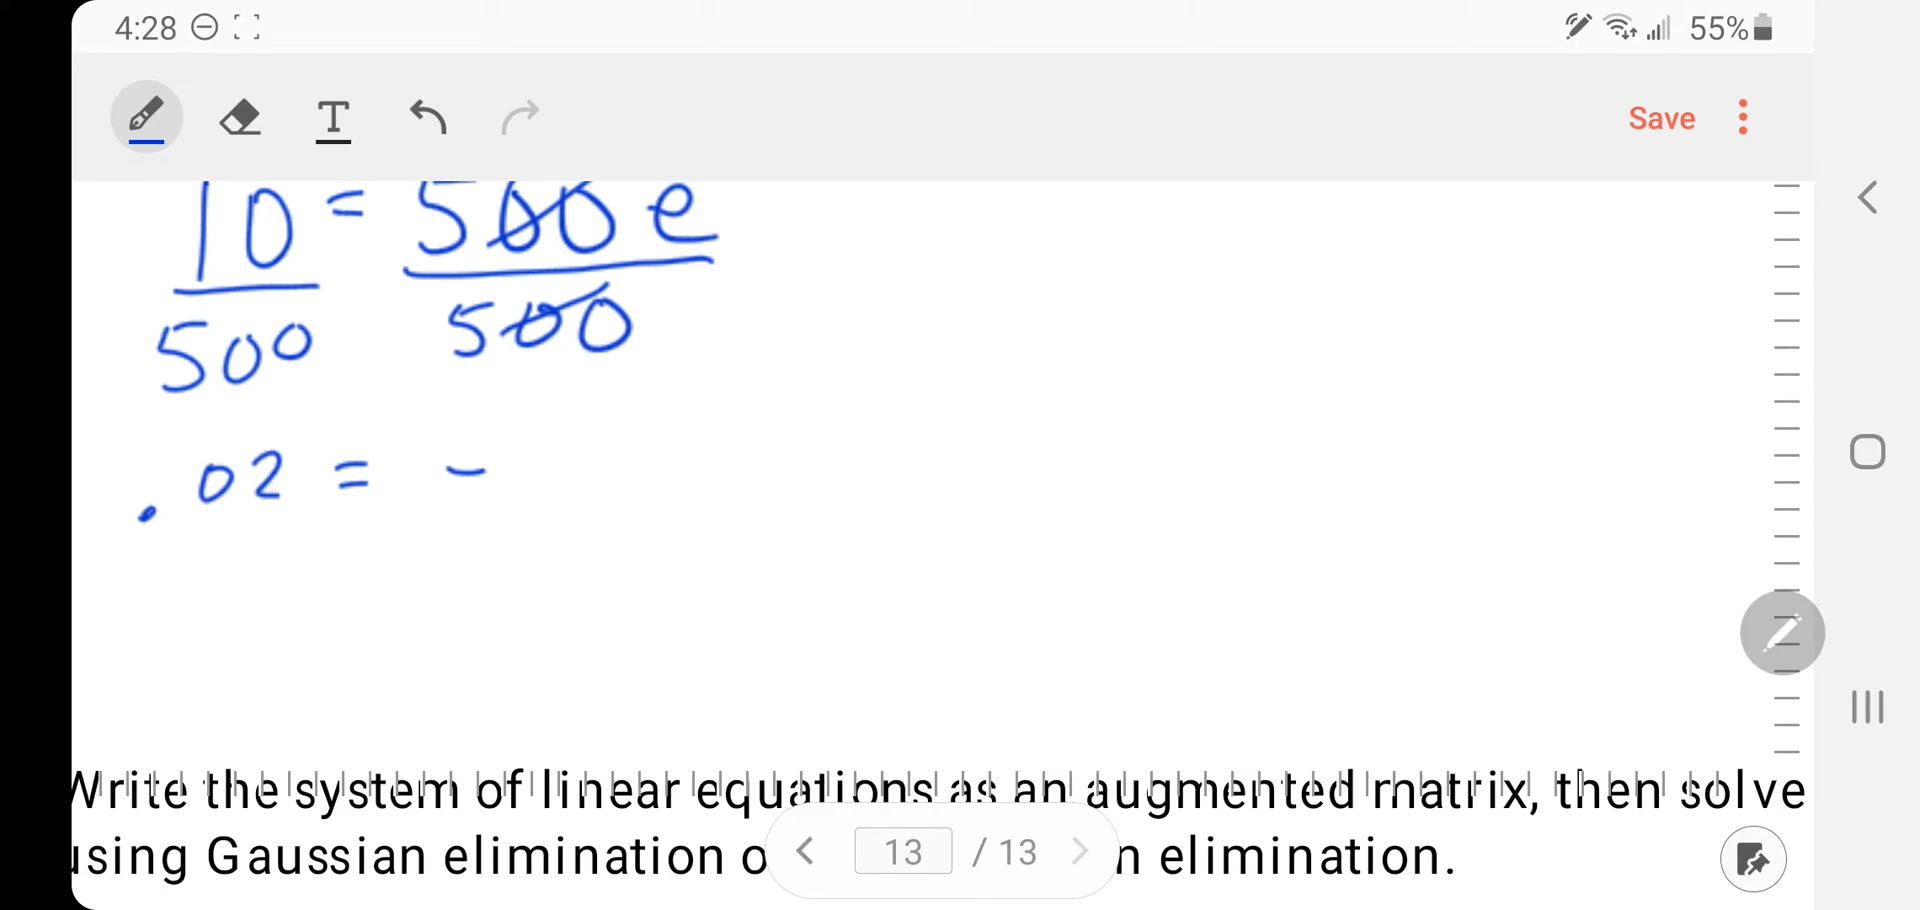 4:28 55%
T Save
10 = 500 e
500 500
.02 = -
Write the system of linear equations as an augmented matrix, then solve
using Gaussian elimination o n elimination.
13 / 13